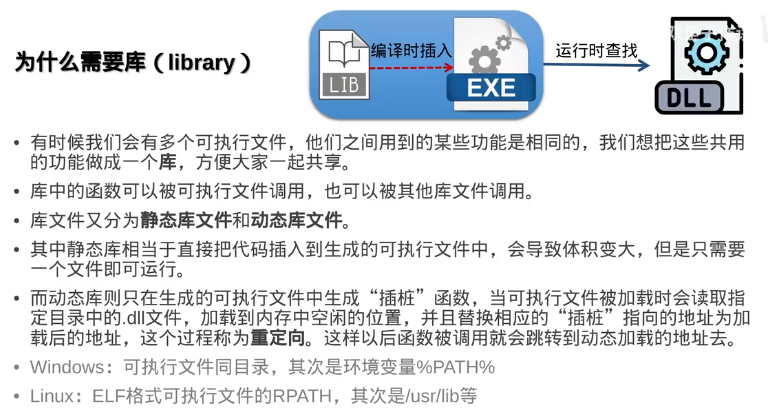 为什么需要库（library）
编译时插入
运行时查找
LIB
EXE
DLL
• 有时候我们会有多个可执行文件，他们之间用到的某些功能是相同的，我们想把这些共用
的功能做成一个库，方便大家一起共享。
• 库中的函数可以被可执行文件调用，也可以被其他库文件调用。
• 库文件又分为静态库文件和动态库文件。
• 其中静态库相当于直接把代码插入到生成的可执行文件中，会导致体积变大，但是只需要
一个文件即可运行。
• 而动态库则只在生成的可执行文件中生成“插桩”函数，当可执行文件被加载时会读取指
定目录中的.dll文件，加载到内存中空闲的位置，并且替换相应的“插桩”指向的地址为加
载后的地址，这个过程称为重定向。这样以后函数被调用就会跳转到动态加载的地址去。
• Windows：可执行文件同目录，其次是环境变量%PATH%
• Linux：ELF格式可执行文件的RPATH，其次是/usr/lib等